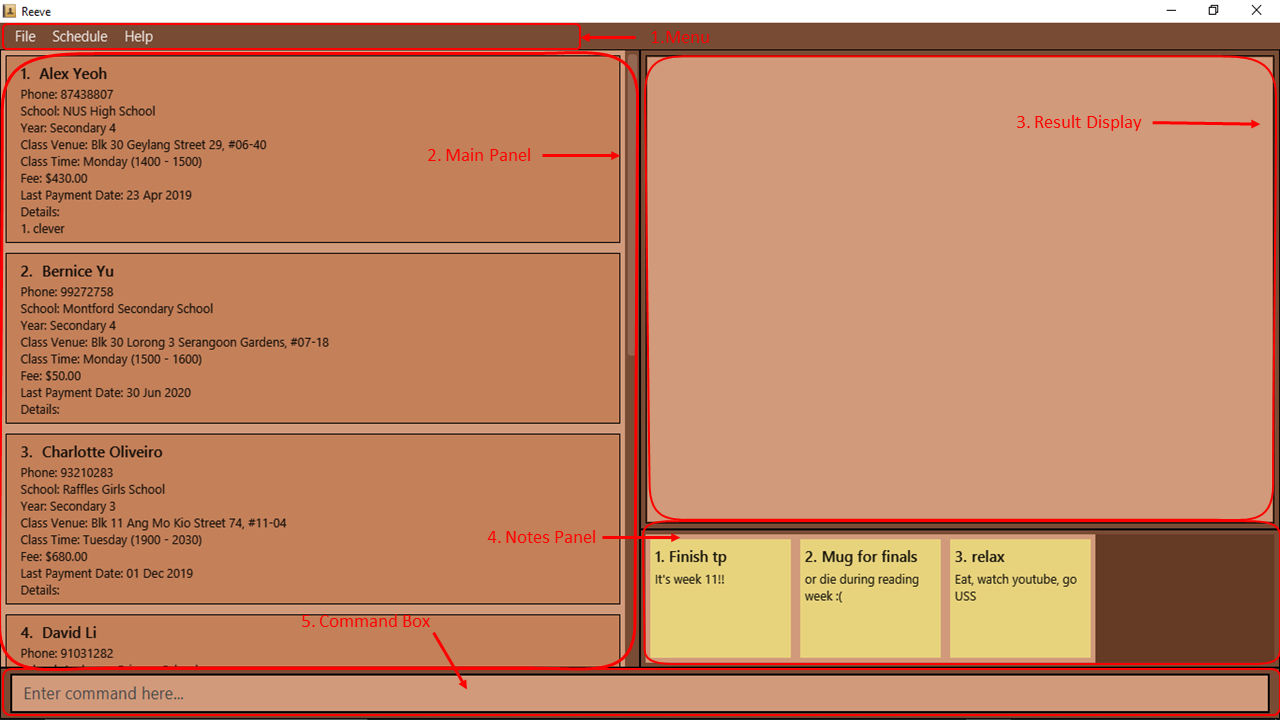 Reeve
File Schedule Help
1.Menu
1. Alex Yeoh
Phone: 87438807
School: NUS High School
Year: Secondary 4
Class Venue: Blk 30 Geylang Street 29, #06-40
Class Time: Monday (1400 - 1500)
Fee: $430.00
Last Payment Date: 23 Apr 2019
Details:
1. clever
2. Main Panel
2. Bernice Yu
Phone: 99272758
School: Montford Secondary School
Year: Secondary 4
Class Venue: Blk 30 Lorong 3 Serangoon Gardens, #07-18
Class Time: Monday (1500 - 1600)
Fee: $50.00
Last Payment Date: 30 Jun 2020
Details:
3. Charlotte Oliveiro
Phone: 93210283
School: Raffles Girls School
Year: Secondary 3
Class Venue: Blk 11 Ang Mo Kio Street 74, #11-04
Class Time: Tuesday (1900 - 2030)
Fee: $680.00
Last Payment Date: 01 Dec 2019
Details:
4. David Li
Phone: 91031282
3. Result Display
4. Notes Panel
1. Finish tp
It's week 11!!
2. Mug for finals
or die during reading
week :(
3. relax
Eat, watch youtube, go
USS
5. Command Box
Enter command here...